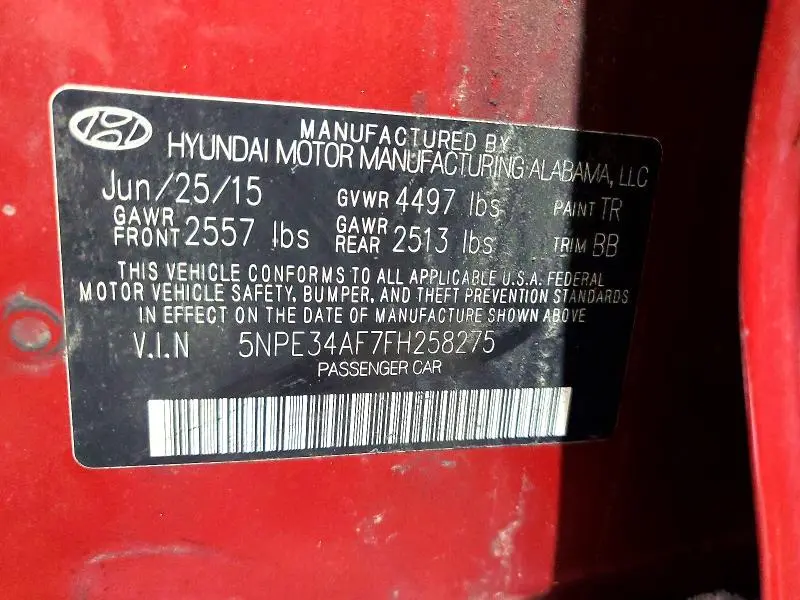 MANUFACTURED BY
HYUNDAI MOTOR MANUFACTURING ALABAMA, LLC
Jun/25/15 GVWR 4497 lbs PAINT TR
GAWR FRONT 2557 lbs GAWR REAR 2513 lbs TRIM BB
THIS VEHICLE CONFORMS TO ALL APPLICABLE U.S.A. FEDERAL
MOTOR VEHICLE SAFETY, BUMPER, AND THEFT PREVENTION STANDARDS
IN EFFECT ON THE DATE OF MANUFACTURE SHOWN ABOVE
V.I.N 5NPE34AF7FH258275
PASSENGER CAR